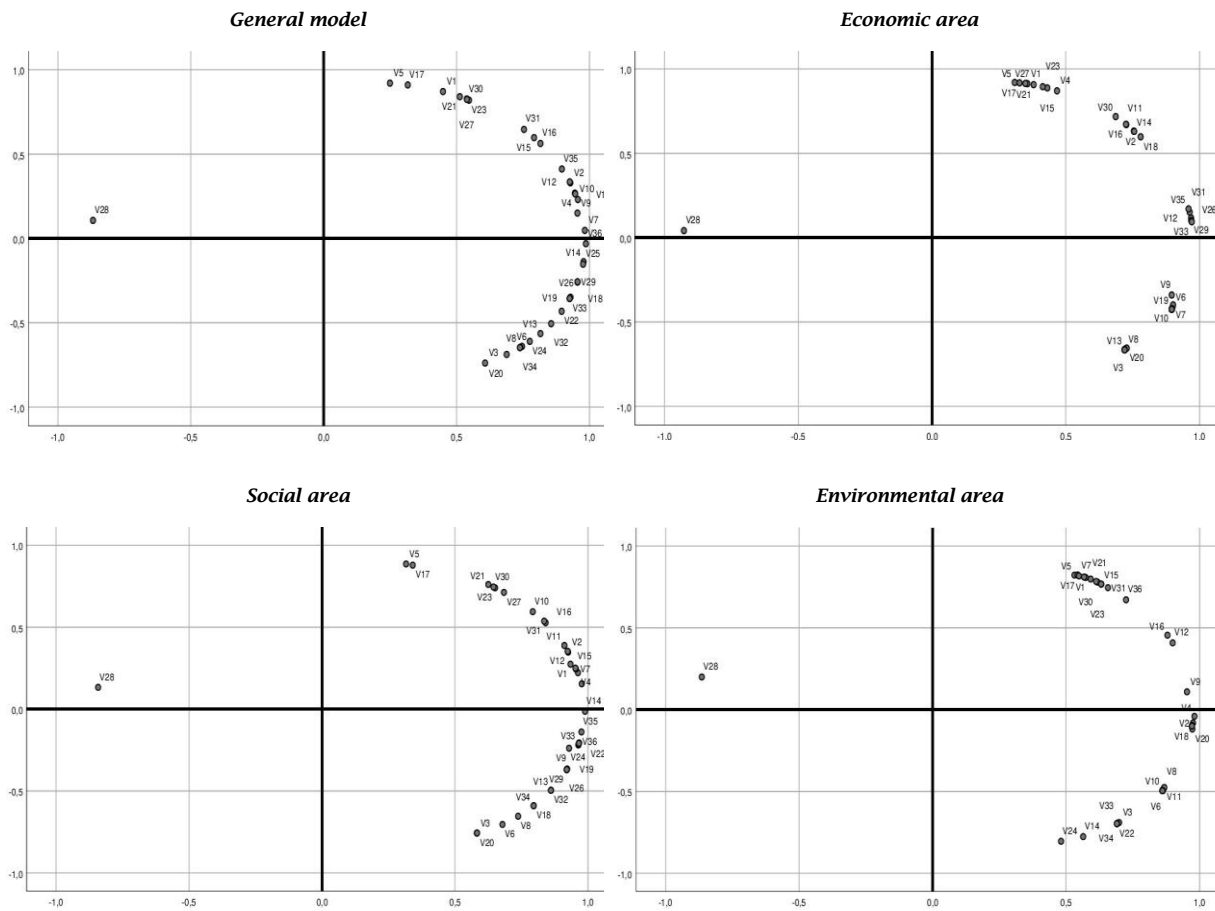 General model
Economic area
1,0
0,5
0,0
-0,5
-1,0
-1,0
-0,5
0,0
0,5
1,0
V5 V17
V1
V30
V21 V23
V27
V31
V16
V15
V35
V2
V12
V10
V1
V4 V9
V7
V36
V14 V25
V26 V29
V19 V18
V33
V22
V13
V32
V8 V6
V24
V3
V34
V20
V28
1,0
0,5
0,0
-0,5
-1,0
-1.0
-0.5
0.0
0.5
1.0
V23
V5 V27 V1
V4
V17 V21
V15
V30 V11
V14
V16
V2
V18
V31
V35
V26
V12
V33 V29
V9
V6
V19
V10 V7
V13 V8
V20
V3
V28
Social area
Environmental area
1,0
0,5
0,0
-0,5
-1,0
-1,0
-0,5
0,0
0,5
1,0
V5
V17
V21 V30
V23 V27
V10
V16
V31
V11
V2
V15
V12
V1 V7
V4
V14
V35
V33 V36
V22
V9 V24
V19
V29
V13
V26
V32
V34
V18
V3
V8
V6
V20
V28
1,0
0,5
0,0
-0,5
-1,0
-1,0
-0,5
0,0
0,5
1,0
V5 V7 V21
V15
V17 V1
V31 V36
V30
V23
V16
V12
V9
V4
V18 V20
V8
V10
V11
V6
V33 V3
V24 V14
V22
V34
V28